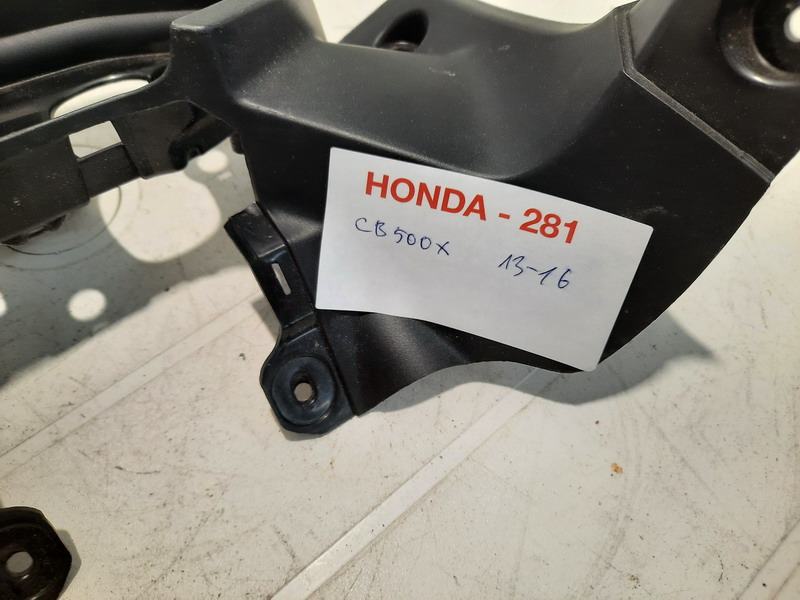 HONDA - 281
CB500X 13-16